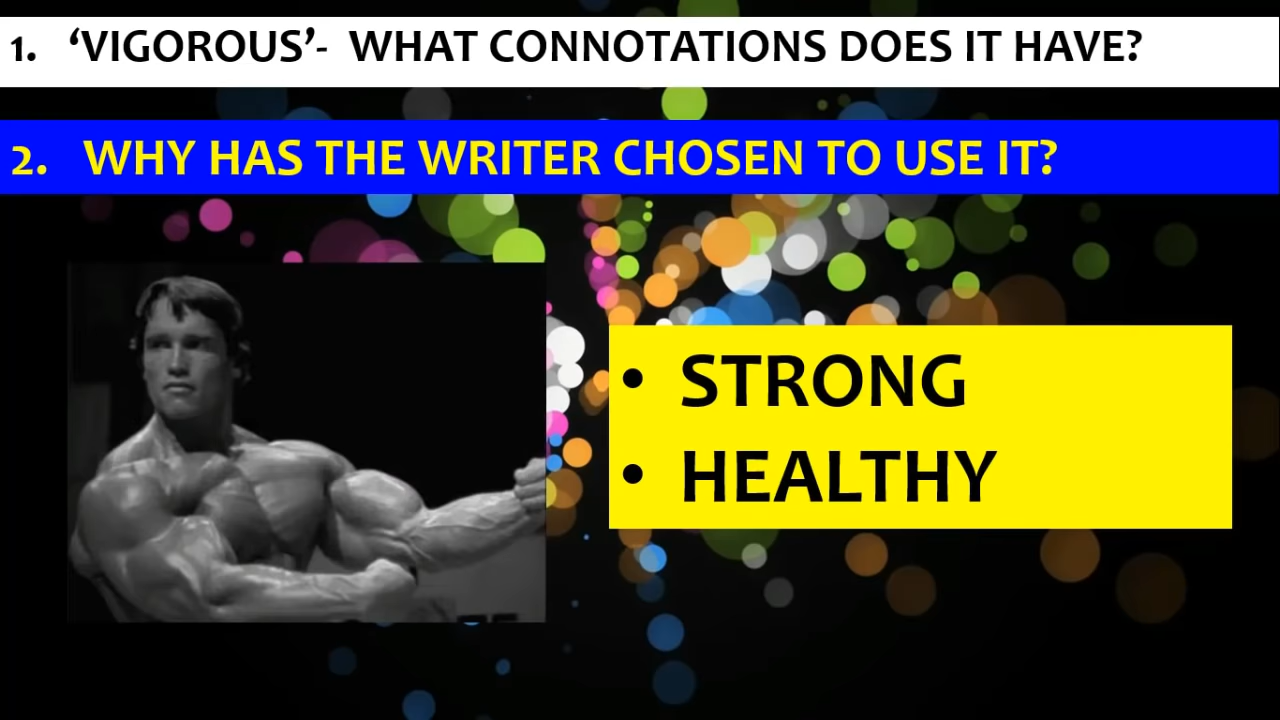 1. ‘VIGOROUS’- WHAT CONNOTATIONS DOES IT HAVE?
2. WHY HAS THE WRITER CHOSEN TO USE IT?
• STRONG
• HEALTHY